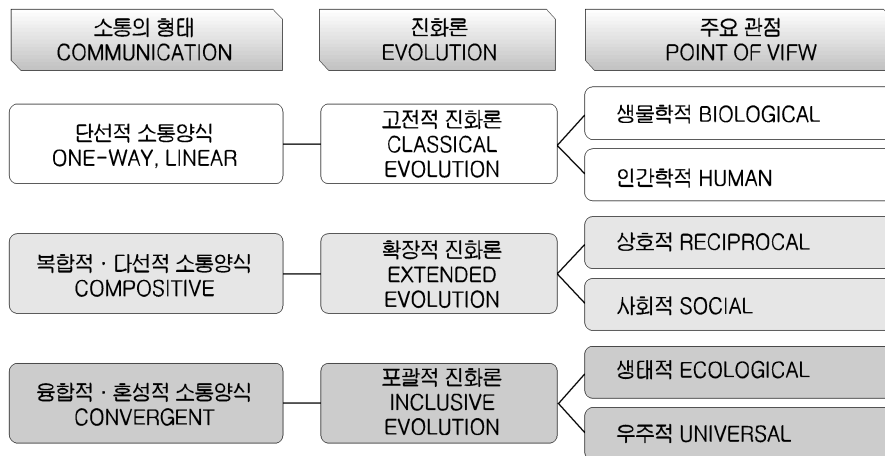 소통의 형태
COMMUNICATION
진화론
EVOLUTION
주요 관점
POINT OF VIFW
단선적 소통양식
ONE-WAY, LINEAR
고전적 진화론
CLASSICAL
EVOLUTION
생물학적 BIOLOGICAL
인간학적 HUMAN
복합적 · 다선적 소통양식
COMPOSITIVE
확장적 진화론
EXTENDED
EVOLUTION
상호적 RECIPROCAL
사회적 SOCIAL
융합적 · 혼성적 소통양식
CONVERGENT
포괄적 진화론
INCLUSIVE
EVOLUTION
생태적 ECOLOGICAL
우주적 UNIVERSAL